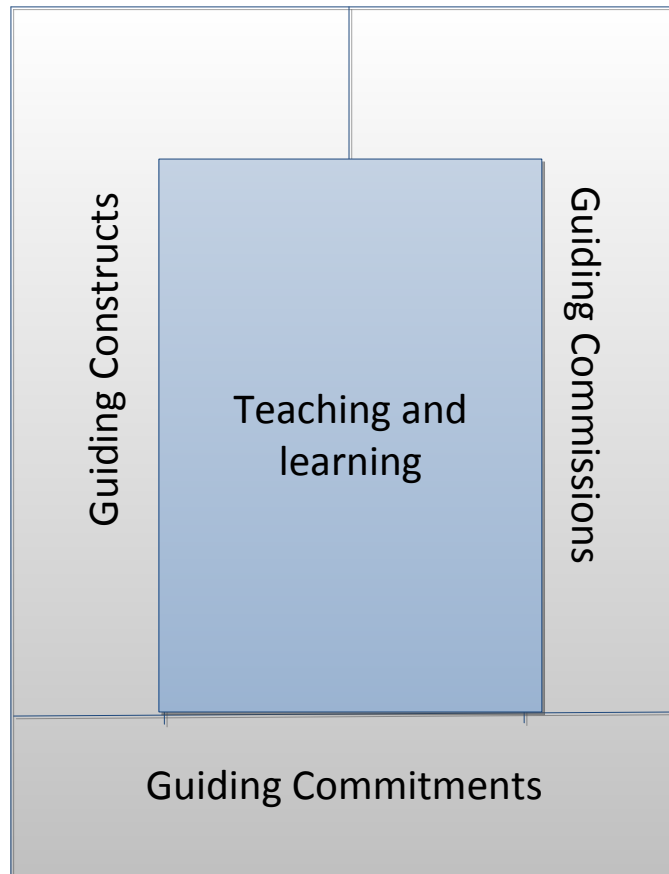 Guiding Constructs
Teaching and
learning
Guiding Commissions
Guiding Commitments